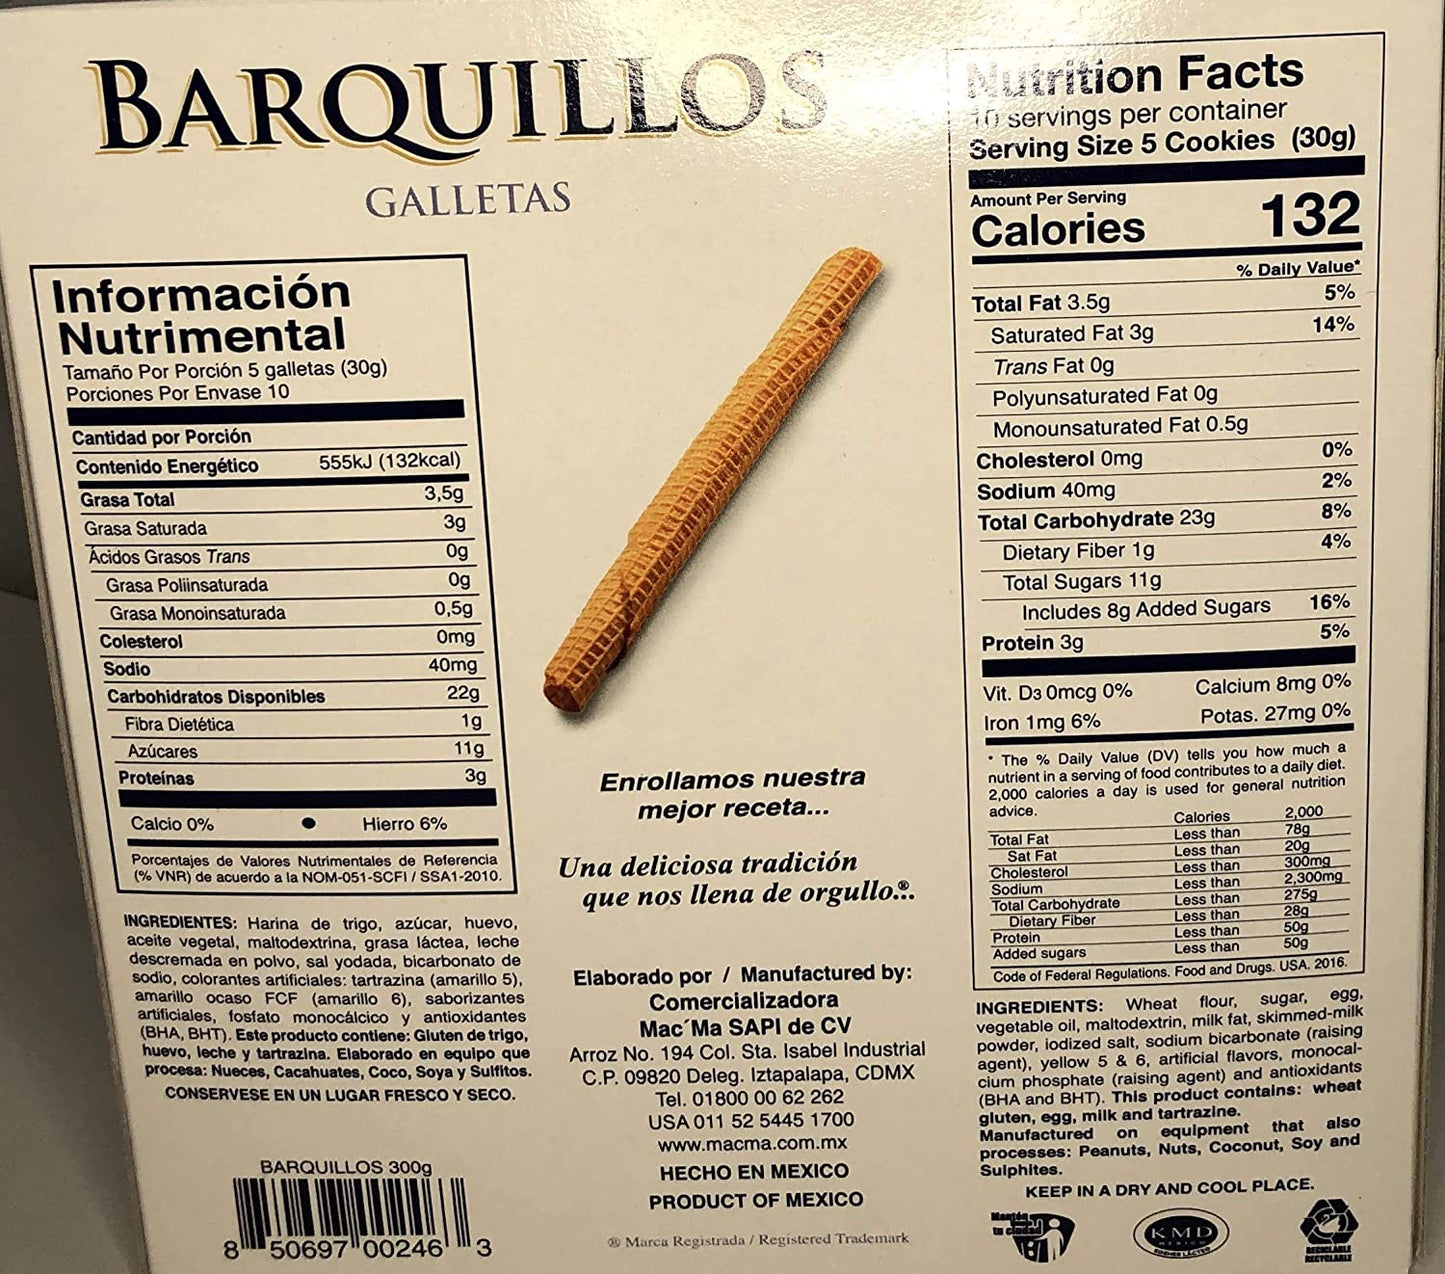 BARQUILLOS
GALLETAS
Información
Nutrimental
Tamaño Por Porción 5 galletas (30g)
Porciones Por Envase 10
Cantidad por Porción
Contenido Energético 555kJ (132kcal)
Grasa Total 3,5g
Grasa Saturada 3g
Ácidos Grasos Trans 0g
Grasa Poliinsaturada 0g
Grasa Monoinsaturada 0,5g
Colesterol 0mg
Sodio 40mg
Carbohidratos Disponibles 22g
Fibra Dietética 1g
Azúcares 11g
Proteínas 3g
Calcio 0% • Hierro 6%
Porcentajes de Valores Nutrimentales de Referencia
(% VNR) de acuerdo a la NOM-051-SCFI / SSA1-2010.
INGREDIENTES: Harina de trigo, azúcar, huevo,
aceite vegetal, maltodextrina, grasa láctea, leche
descremada en polvo, sal yodada, bicarbonato de
sodio, colorantes artificiales: tartrazina (amarillo 5),
amarillo ocaso FCF (amarillo 6), saborizantes
artificiales, fosfato monocálcico y antioxidantes
(BHA, BHT). Este producto contiene: Gluten de trigo,
huevo, leche y tartrazina. Elaborado en equipo que
procesa: Nueces, Cacahuates, Coco, Soya y Sulfitos.
CONSERVESE EN UN LUGAR FRESCO Y SECO.
BARQUILLOS 300g
8 50697 00246 3
Enrollamos nuestra
mejor receta...
Una deliciosa tradición
que nos llena de orgullo...®
Elaborado por / Manufactured by:
Comercializadora
Mac´Ma SAPI de CV
Arroz No. 194 Col. Sta. Isabel Industrial
C.P. 09820 Deleg. Iztapalapa, CDMX
Tel. 01800 00 62 262
USA 011 52 5445 1700
www.macma.com.mx
HECHO EN MEXICO
PRODUCT OF MEXICO
® Marca Registrada / Registered Trademark
Nutrition Facts
10 servings per container
Serving Size 5 Cookies (30g)
Amount Per Serving
Calories 132
% Daily Value*
Total Fat 3.5g 5%
Saturated Fat 3g 14%
Trans Fat 0g
Polyunsaturated Fat 0g
Monounsaturated Fat 0.5g
Cholesterol 0mg 0%
Sodium 40mg 2%
Total Carbohydrate 23g 8%
Dietary Fiber 1g 4%
Total Sugars 11g
Includes 8g Added Sugars 16%
Protein 3g 5%
Vit. D3 0mcg 0% Calcium 8mg 0%
Iron 1mg 6% Potas. 27mg 0%
* The % Daily Value (DV) tells you how much a
nutrient in a serving of food contributes to a daily diet.
2,000 calories a day is used for general nutrition
advice.
Calories 2,000
Total Fat Less than 78g
Sat Fat Less than 20g
Cholesterol Less than 300mg
Sodium Less than 2,300mg
Total Carbohydrate Less than 275g
Dietary Fiber Less than 28g
Protein Less than 50g
Added sugars Less than 50g
Code of Federal Regulations. Food and Drugs. USA. 2016.
INGREDIENTS: Wheat flour, sugar, egg,
vegetable oil, maltodextrin, milk fat, skimmed-milk
powder, iodized salt, sodium bicarbonate (raising
agent), yellow 5 & 6, artificial flavors, monocal-
cium phosphate (raising agent) and antioxidants
(BHA and BHT). This product contains: wheat
gluten, egg, milk and tartrazine.
Manufactured on equipment that also
processes: Peanuts, Nuts, Coconut, Soy and
Sulphites.
KEEP IN A DRY AND COOL PLACE.
KMD
MEXICO
RECICLABLE
RECYCLABLE